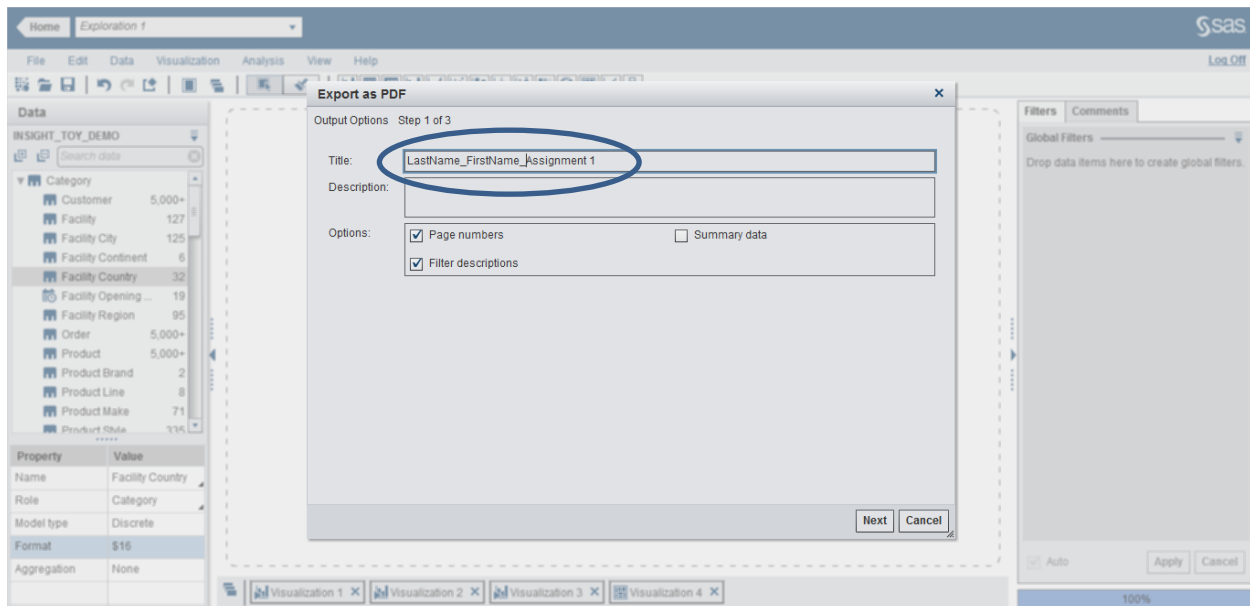 Home
Exploration 1
sas
File Edit Data Visualization Analysis View Help
Log Off
Data
INSIGHT_TOY_DEMO
Search data
Category
Customer 5,000+
Facility 127
Facility City 125
Facility Continent 6
Facility Country 32
Facility Opening ... 19
Facility Region 95
Order 5,000+
Product 5,000+
Product Brand 2
Product Line 8
Product Make 71
Product Style 335
Property Value
Name Facility Country
Role Category
Model type Discrete
Format $16
Aggregation None
Export as PDF
Output Options Step 1 of 3
Title: LastName_FirstName_Assignment 1
Description:
Options:
Page numbers
Summary data
Filter descriptions
Next Cancel
Filters Comments
Global Filters
Drop data items here to create global filters.
Auto Apply Cancel
Visualization 1 Visualization 2 Visualization 3 Visualization 4
100%